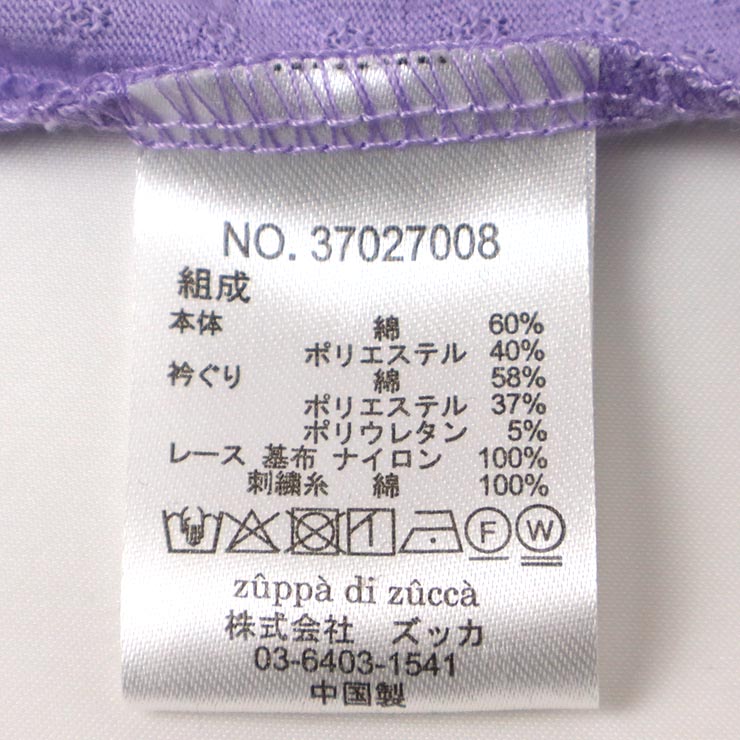 NO. 37027008
組成
本体 綿 60%
ポリエステル 40%
衿ぐり 綿 58%
ポリエステル 37%
ポリウレタン 5%
レース 基布 ナイロン 100%
刺繍糸 綿 100%
F W
zûppà di zûccà
株式会社 ズッカ
03-6403-1541
中国製